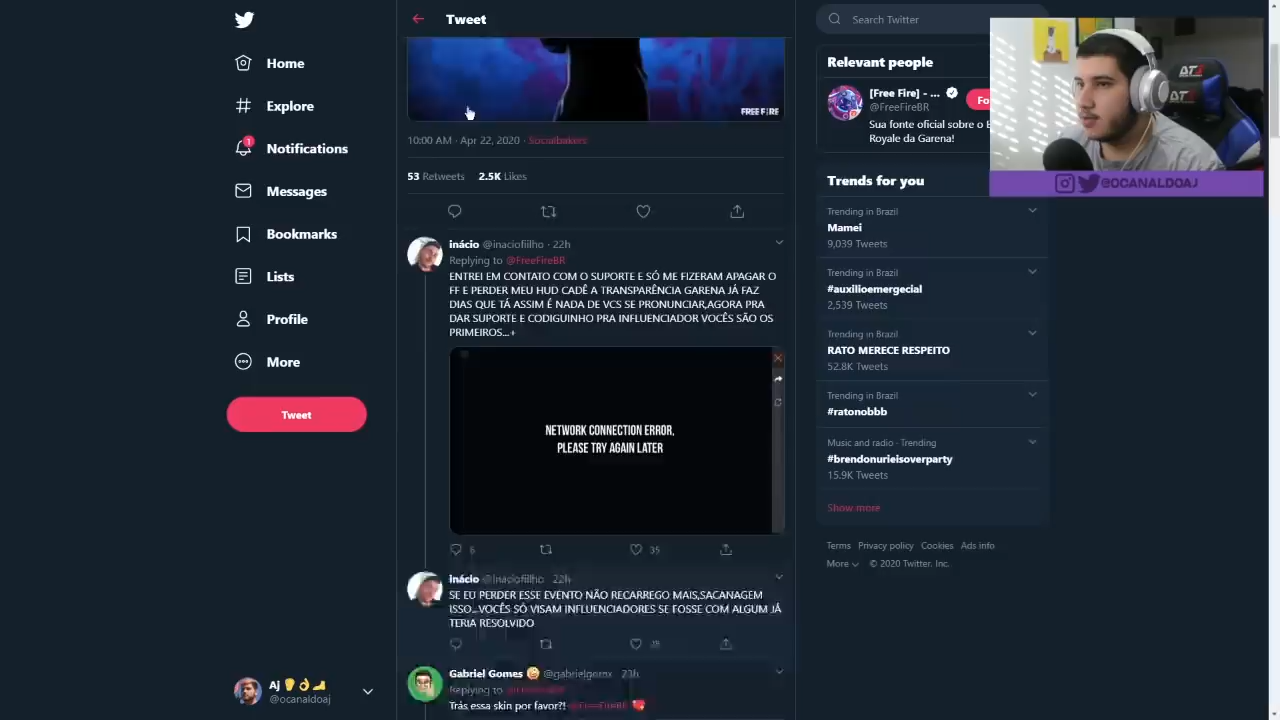 Tweet
Search Twitter
Home
Explore
1
Notifications
Messages
Bookmarks
Lists
Profile
More
Tweet
Aj
@ocanaldoaj
FREE FIRE
10:00 AM · Apr 22, 2020 · Socialbakers
53 Retweets 2.5K Likes
inácio @inaciofiilho · 22h
Replying to @FreeFireBR
ENTREI EM CONTATO COM O SUPORTE E SÓ ME FIZERAM APAGAR O
FF E PERDER MEU HUD CADÊ A TRANSPARÊNCIA GARENA JÁ FAZ
DIAS QUE TÁ ASSIM É NADA DE VCS SE PRONUNCIAR,AGORA PRA
DAR SUPORTE E CODIGUINHO PRA INFLUENCIADOR VOCÊS SÃO OS
PRIMEIROS...+
NETWORK CONNECTION ERROR,
PLEASE TRY AGAIN LATER
6 35
inácio @inaciofiilho · 22h
SE EU PERDER ESSE EVENTO NÃO RECARREGO MAIS,SACANAGEM
ISSO...VOCÊS SÓ VISAM INFLUENCIADORES SE FOSSE COM ALGUM JÁ
TERIA RESOLVIDO
Gabriel Gomes 23h
Replying to
Trás essa skin por favor?!
Relevant people
[Free Fire] - ...
@FreeFireBR
Fo
Sua fonte oficial sobre o
Royale da Garena!
DT3
@OCANALDOAJ
Trends for you
Trending in Brazil
Mamei
9,039 Tweets
Trending in Brazil
#auxilioemergecial
2,539 Tweets
Trending in Brazil
RATO MERECE RESPEITO
52.8K Tweets
Trending in Brazil
#ratonobbb
Music and radio · Trending
#brendonurieisoverparty
15.9K Tweets
Show more
Terms Privacy policy Cookies Ads info
More © 2020 Twitter, Inc.